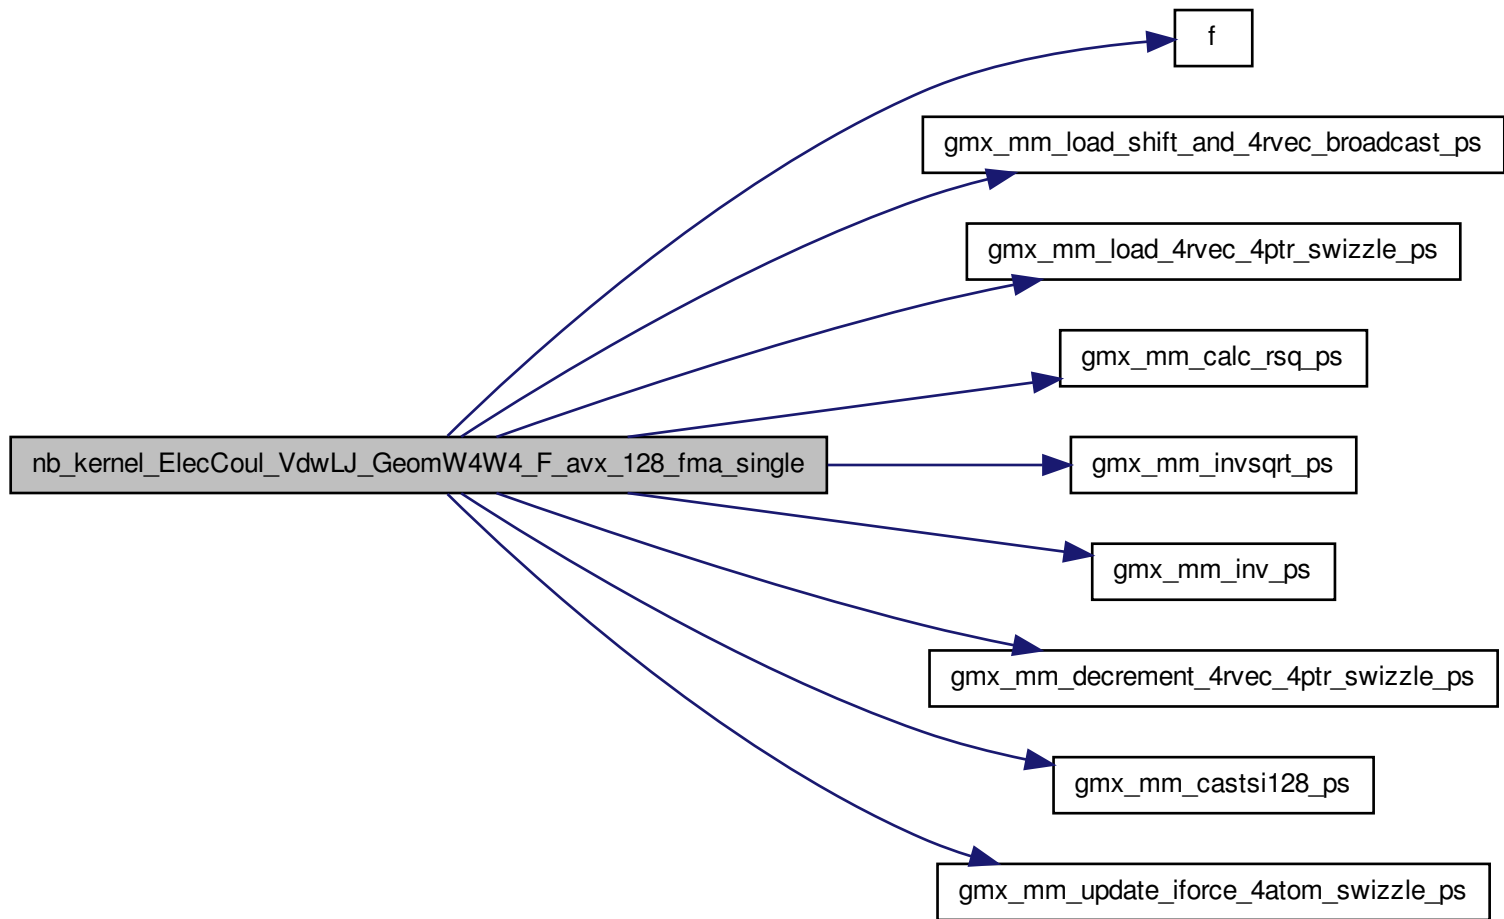 f
gmx_mm_load_shift_and_4rvec_broadcast_ps
gmx_mm_load_4rvec_4ptr_swizzle_ps
gmx_mm_calc_rsq_ps
nb_kernel_ElecCoul_VdwLJ_GeomW4W4_F_avx_128_fma_single
gmx_mm_invsqrt_ps
gmx_mm_inv_ps
gmx_mm_decrement_4rvec_4ptr_swizzle_ps
gmx_mm_castsi128_ps
gmx_mm_update_iforce_4atom_swizzle_ps